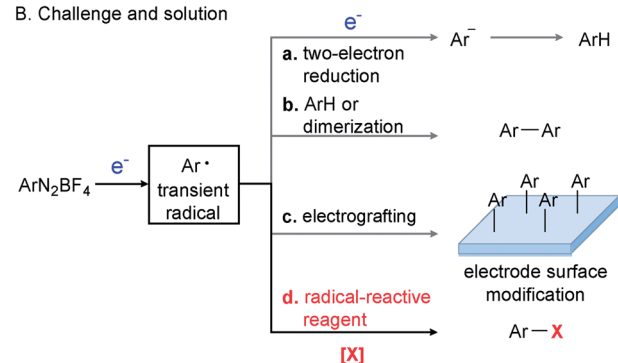 B. Challenge and solution
e⁻
a. two-electron
reduction
Ar⁻
ArH
b. ArH or
dimerization
Ar—Ar
ArN₂BF₄
e⁻
Ar•
transient
radical
c. electrografting
Ar
Ar
Ar
Ar
electrode surface
modification
d. radical-reactive
reagent
[X]
Ar—X